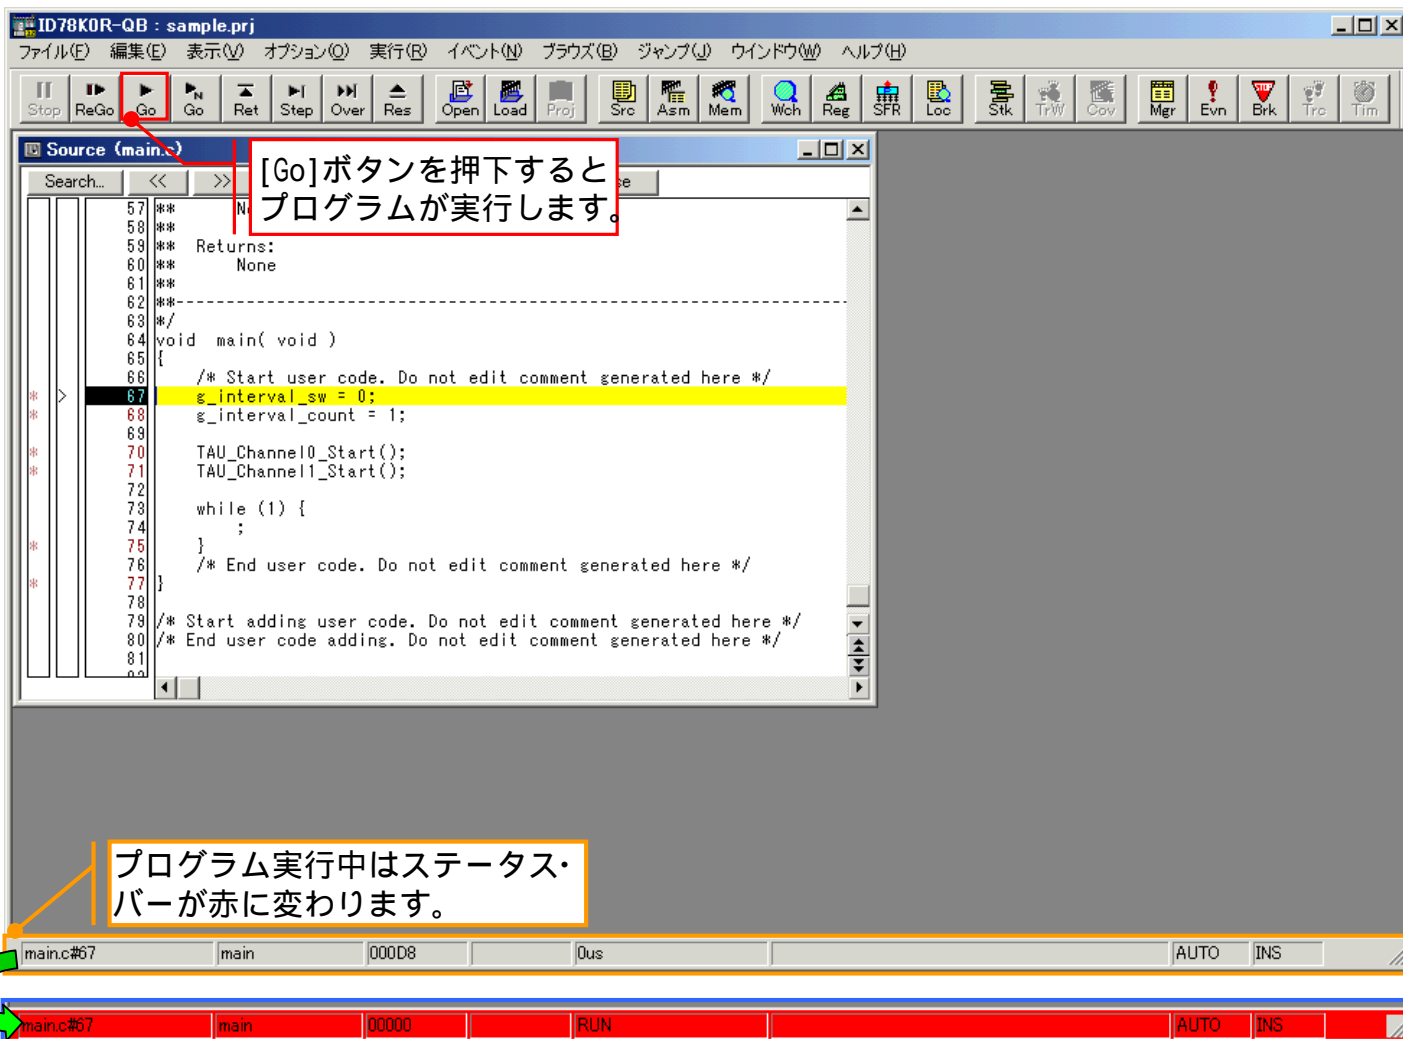 ID78K0R-QB : sample.prj
ファイル(F) 編集(E) 表示(V) オプション(O) 実行(R) イベント(N) ブラウズ(B) ジャンプ(J) ウインドウ(W) ヘルプ(H)
Stop ReGo Go Go Ret Step Over Res Open Load Proj Src Asm Mem Wch Reg SFR Loc Stk TrW Cov Mgr Evn Brk Trc Tim
Source (main.c)
[Go]ボタンを押下すると
プログラムが実行します。
Search... << >>
57 **
58 **
59 ** Returns:
60 ** None
61 **
62 **--------------------------------------------------------------------
63 */
64 void main( void )
65 {
66 /* Start user code. Do not edit comment generated here */
* > 67 g_interval_sw = 0;
* 68 g_interval_count = 1;
69
* 70 TAU_Channel0_Start();
* 71 TAU_Channel1_Start();
72
73 while (1) {
74 ;
* 75 }
76 /* End user code. Do not edit comment generated here */
* 77 }
78
79 /* Start adding user code. Do not edit comment generated here */
80 /* End user code adding. Do not edit comment generated here */
81
プログラム実行中はステータス・
バーが赤に変わります。
main.c#67 main 000D8 0us AUTO INS
main.c#67 main 00000 RUN AUTO INS